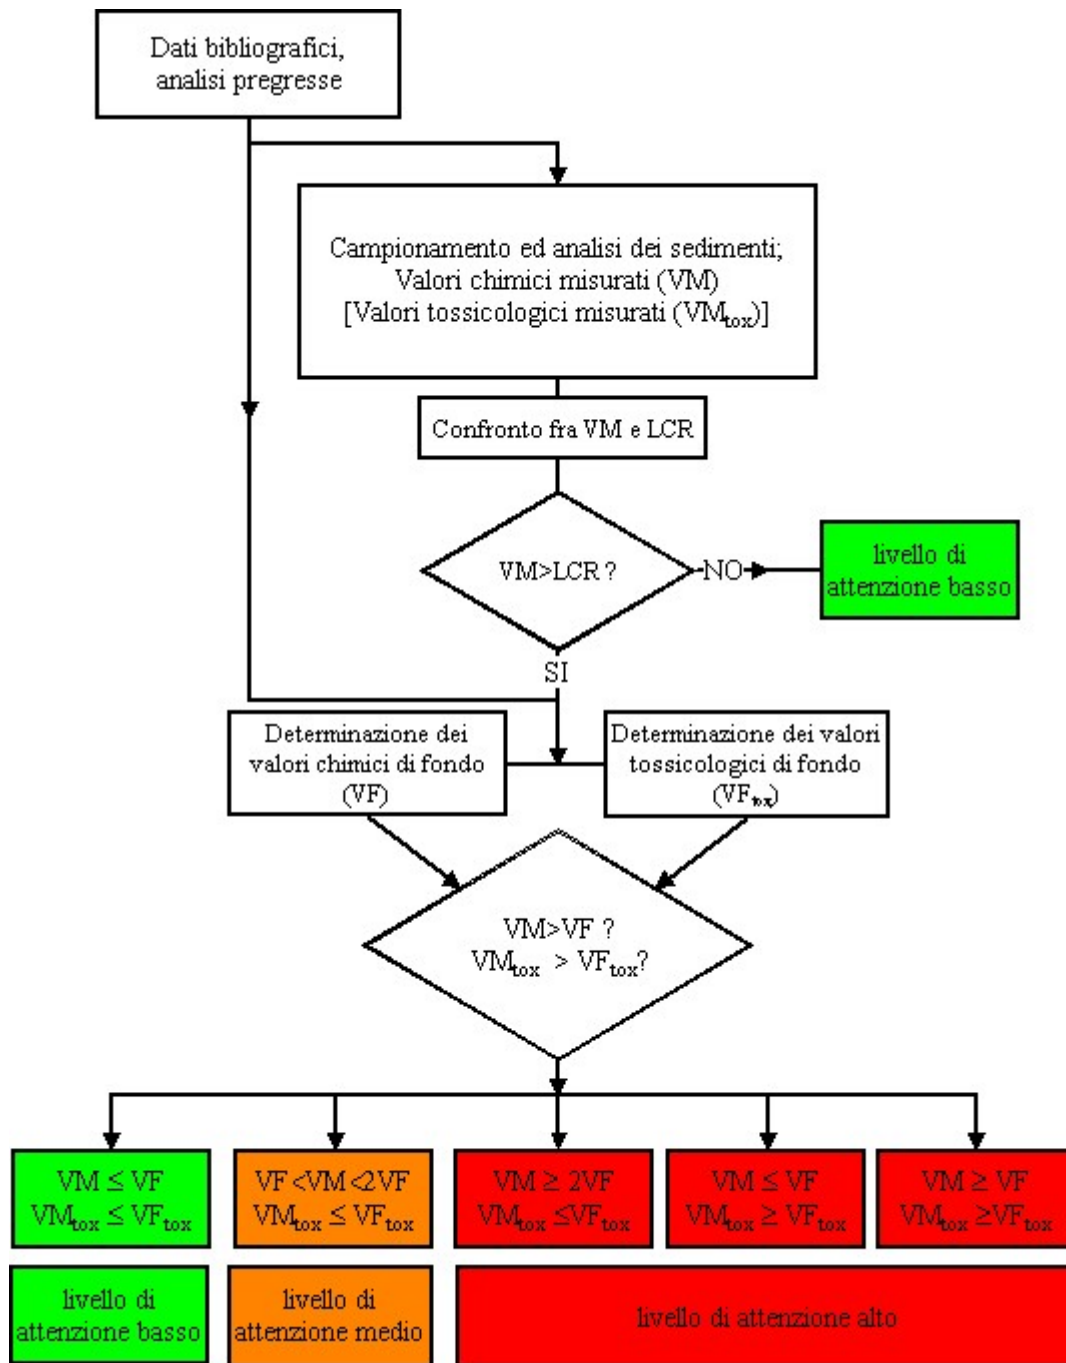 Dati bibliografici,
analisi pregresse
Campionamento ed analisi dei sedimenti;
Valori chimici misurati (VM)
[Valori tossicologici misurati (VMtox)]
Confronto fra VM e LCR
VM>LCR ?
NO
livello di
attenzione basso
SI
Determinazione dei
valori chimici di fondo
(VF)
Determinazione dei valori
tossicologici di fondo
(VFtox)
VM>VF ?
VMtox > VFtox?
VM ≤ VF
VMtox ≤ VFtox
VF <VM <2VF
VMtox ≤ VFtox
VM ≥ 2VF
VMtox ≤VFtox
VM ≤ VF
VMtox ≥ VFtox
VM ≥ VF
VMtox ≥VFtox
livello di
attenzione basso
livello di
attenzione medio
livello di attenzione alto